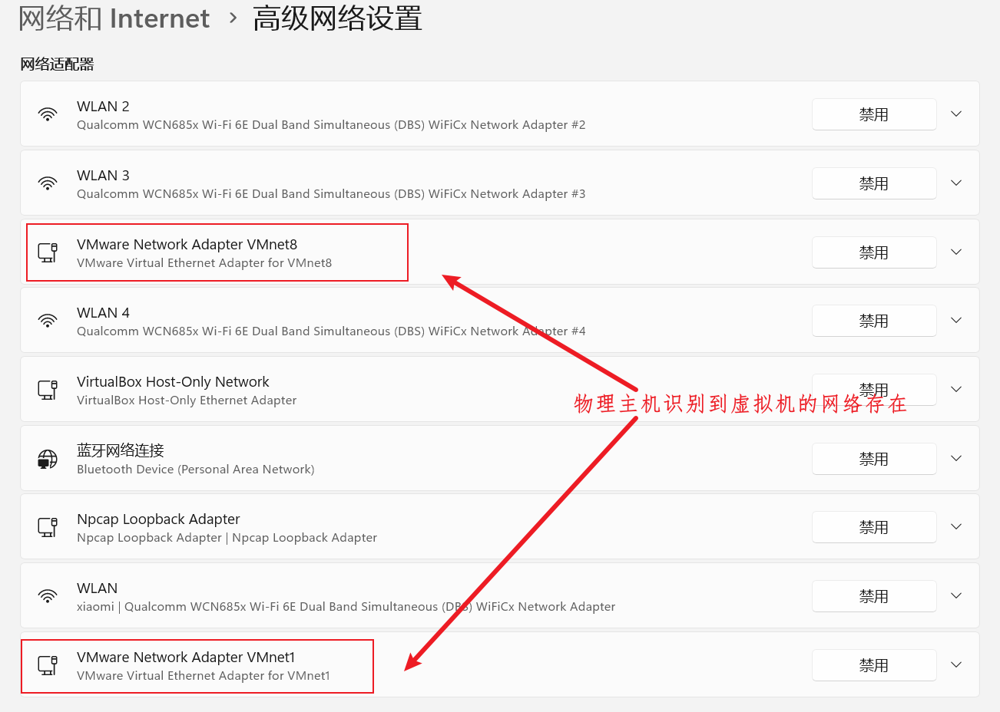 网络和 Internet › 高级网络设置
网络适配器
WLAN 2
Qualcomm WCN685x Wi-Fi 6E Dual Band Simultaneous (DBS) WiFiCx Network Adapter #2
禁用
WLAN 3
Qualcomm WCN685x Wi-Fi 6E Dual Band Simultaneous (DBS) WiFiCx Network Adapter #3
禁用
VMware Network Adapter VMnet8
VMware Virtual Ethernet Adapter for VMnet8
禁用
WLAN 4
Qualcomm WCN685x Wi-Fi 6E Dual Band Simultaneous (DBS) WiFiCx Network Adapter #4
禁用
VirtualBox Host-Only Network
VirtualBox Host-Only Ethernet Adapter
禁用
物理主机识别到虚拟机的网络存在
蓝牙网络连接
Bluetooth Device (Personal Area Network)
禁用
Npcap Loopback Adapter
Npcap Loopback Adapter | Npcap Loopback Adapter
禁用
WLAN
xiaomi | Qualcomm WCN685x Wi-Fi 6E Dual Band Simultaneous (DBS) WiFiCx Network Adapter
禁用
VMware Network Adapter VMnet1
VMware Virtual Ethernet Adapter for VMnet1
禁用